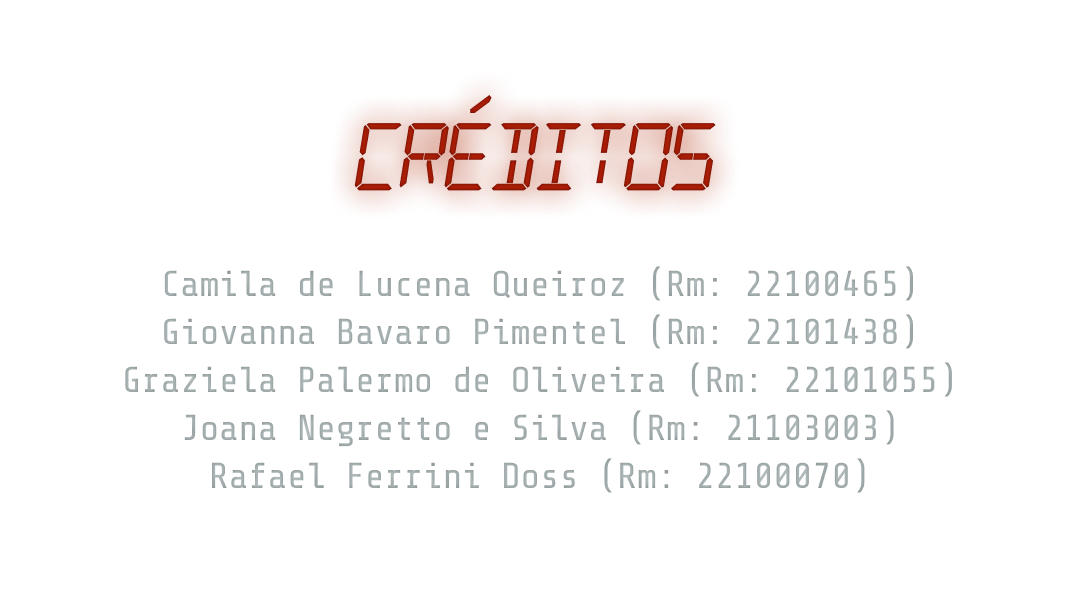 CRÉDITOS
Camila de Lucena Queiroz (Rm: 22100465)
Giovanna Bavaro Pimentel (Rm: 22101438)
Graziela Palermo de Oliveira (Rm: 22101055)
Joana Negretto e Silva (Rm: 21103003)
Rafael Ferrini Doss (Rm: 22100070)